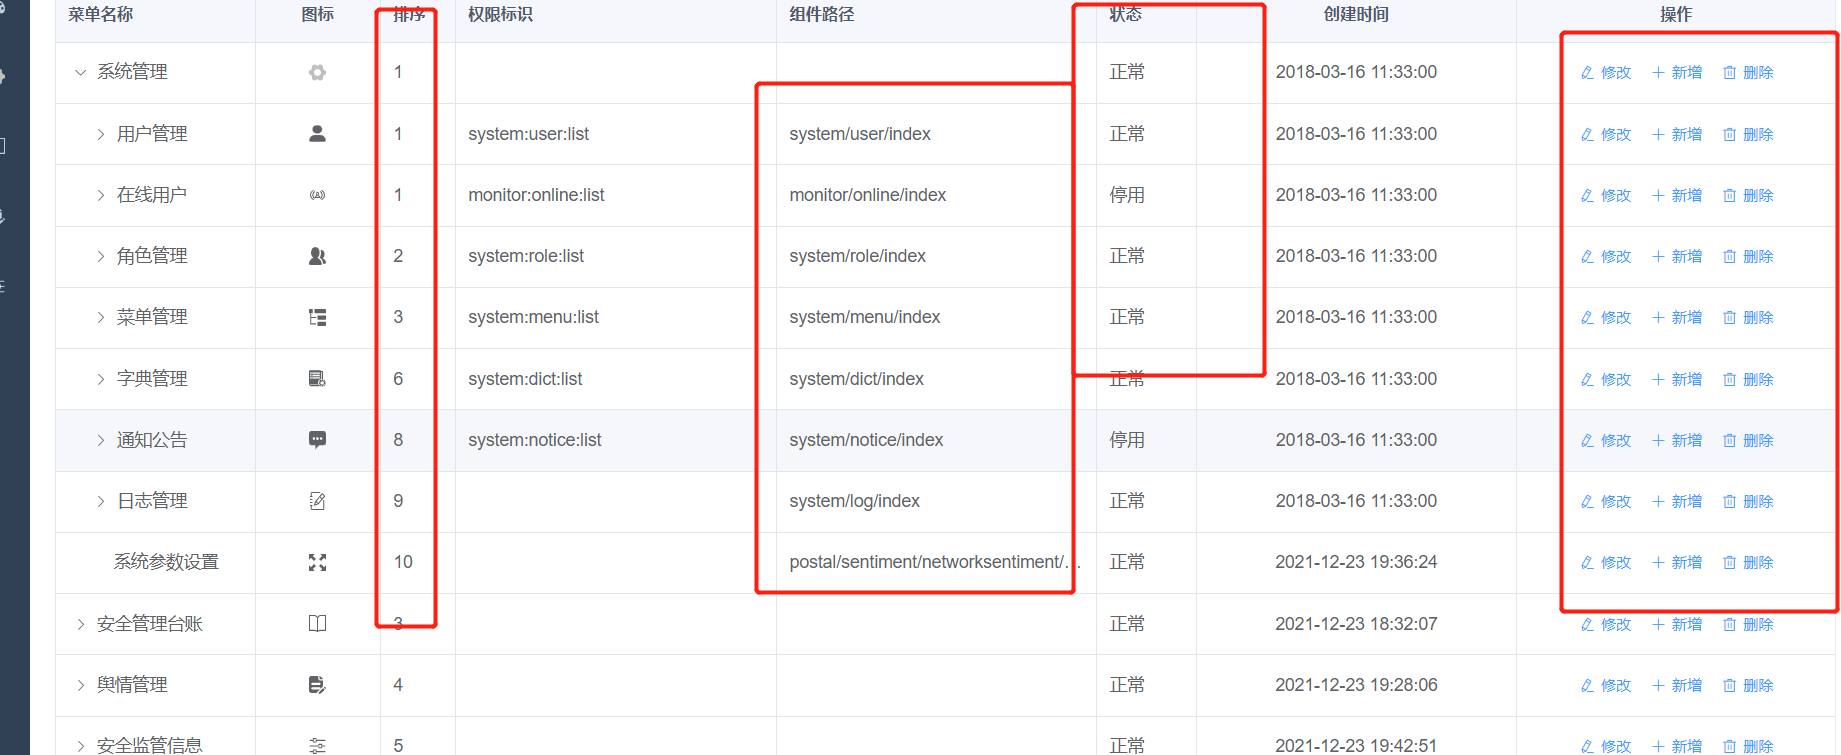 菜单名称 图标 排序 权限标识 组件路径 状态 创建时间 操作
系统管理 1 正常 2018-03-16 11:33:00 修改 新增 删除
用户管理 1 system:user:list system/user/index 正常 2018-03-16 11:33:00 修改 新增 删除
在线用户 1 monitor:online:list monitor/online/index 停用 2018-03-16 11:33:00 修改 新增 删除
角色管理 2 system:role:list system/role/index 正常 2018-03-16 11:33:00 修改 新增 删除
菜单管理 3 system:menu:list system/menu/index 正常 2018-03-16 11:33:00 修改 新增 删除
字典管理 6 system:dict:list system/dict/index 正常 2018-03-16 11:33:00 修改 新增 删除
通知公告 8 system:notice:list system/notice/index 停用 2018-03-16 11:33:00 修改 新增 删除
日志管理 9 system/log/index 正常 2018-03-16 11:33:00 修改 新增 删除
系统参数设置 10 postal/sentiment/networksentiment/... 正常 2021-12-23 19:36:24 修改 新增 删除
安全管理台账 3 正常 2021-12-23 18:32:07 修改 新增 删除
舆情管理 4 正常 2021-12-23 19:28:06 修改 新增 删除
安全监管信息 5 正常 2021-12-23 19:42:51 修改 新增 删除